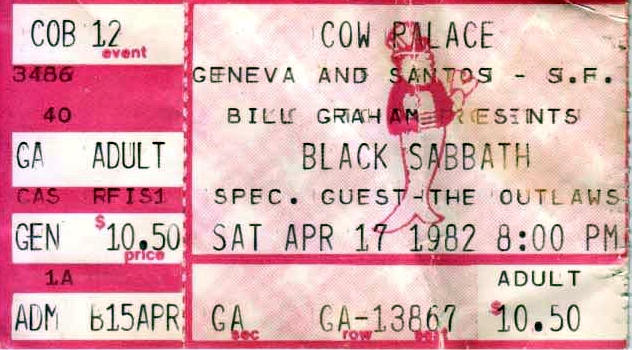 COB 12
event
3486
40
GA ADULT
CAS RFIS1
GEN $10.50
price
1A
ADM B15APR
COW PALACE
GENEVA AND SANTOS - S.F.
BILL GRAHAM PRESENTS
BLACK SABBATH
SPEC. GUEST-THE OUTLAWS
SAT APR 17 1982 8:00 PM
ADULT
GA GA-13867 $10.50
sec row seat